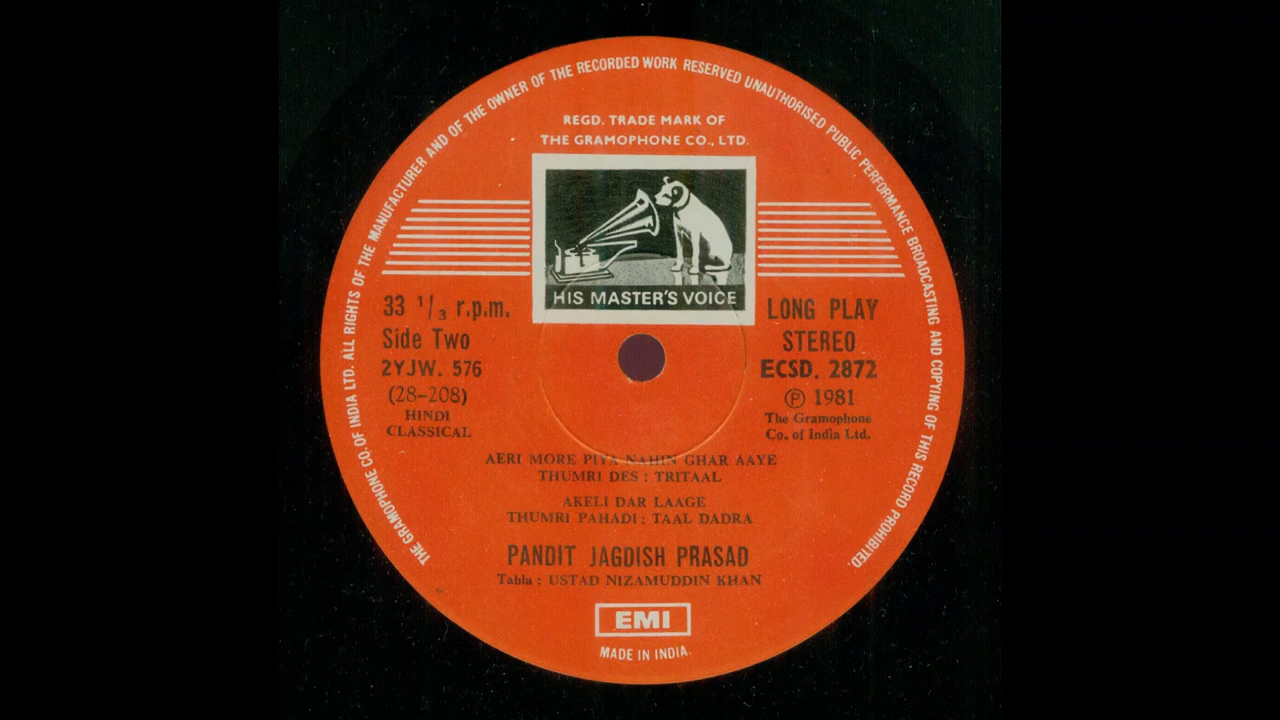 THE GRAMOPHONE CO. OF INDIA LTD. ALL RIGHTS OF THE MANUFACTURER AND OF THE OWNER OF THE RECORDED WORK RESERVED UNAUTHORISED PUBLIC PERFORMANCE BROADCASTING AND COPYING OF THIS RECORD PROHIBITED.
REGD. TRADE MARK OF
THE GRAMOPHONE CO., LTD.
HIS MASTER'S VOICE
33 1/3 r.p.m.
Side Two
2YJW. 576
(28-208)
HINDI
CLASSICAL
LONG PLAY
STEREO
ECSD. 2872
Ⓟ 1981
The Gramophone
Co. of India Ltd.
AERI MORE PIYA NAHIN GHAR AAYE
THUMRI DES : TRITAAL
AKELI DAR LAAGE
THUMRI PAHADI : TAAL DADRA
PANDIT JAGDISH PRASAD
Tabla : USTAD NIZAMUDDIN KHAN
EMI
MADE IN INDIA.